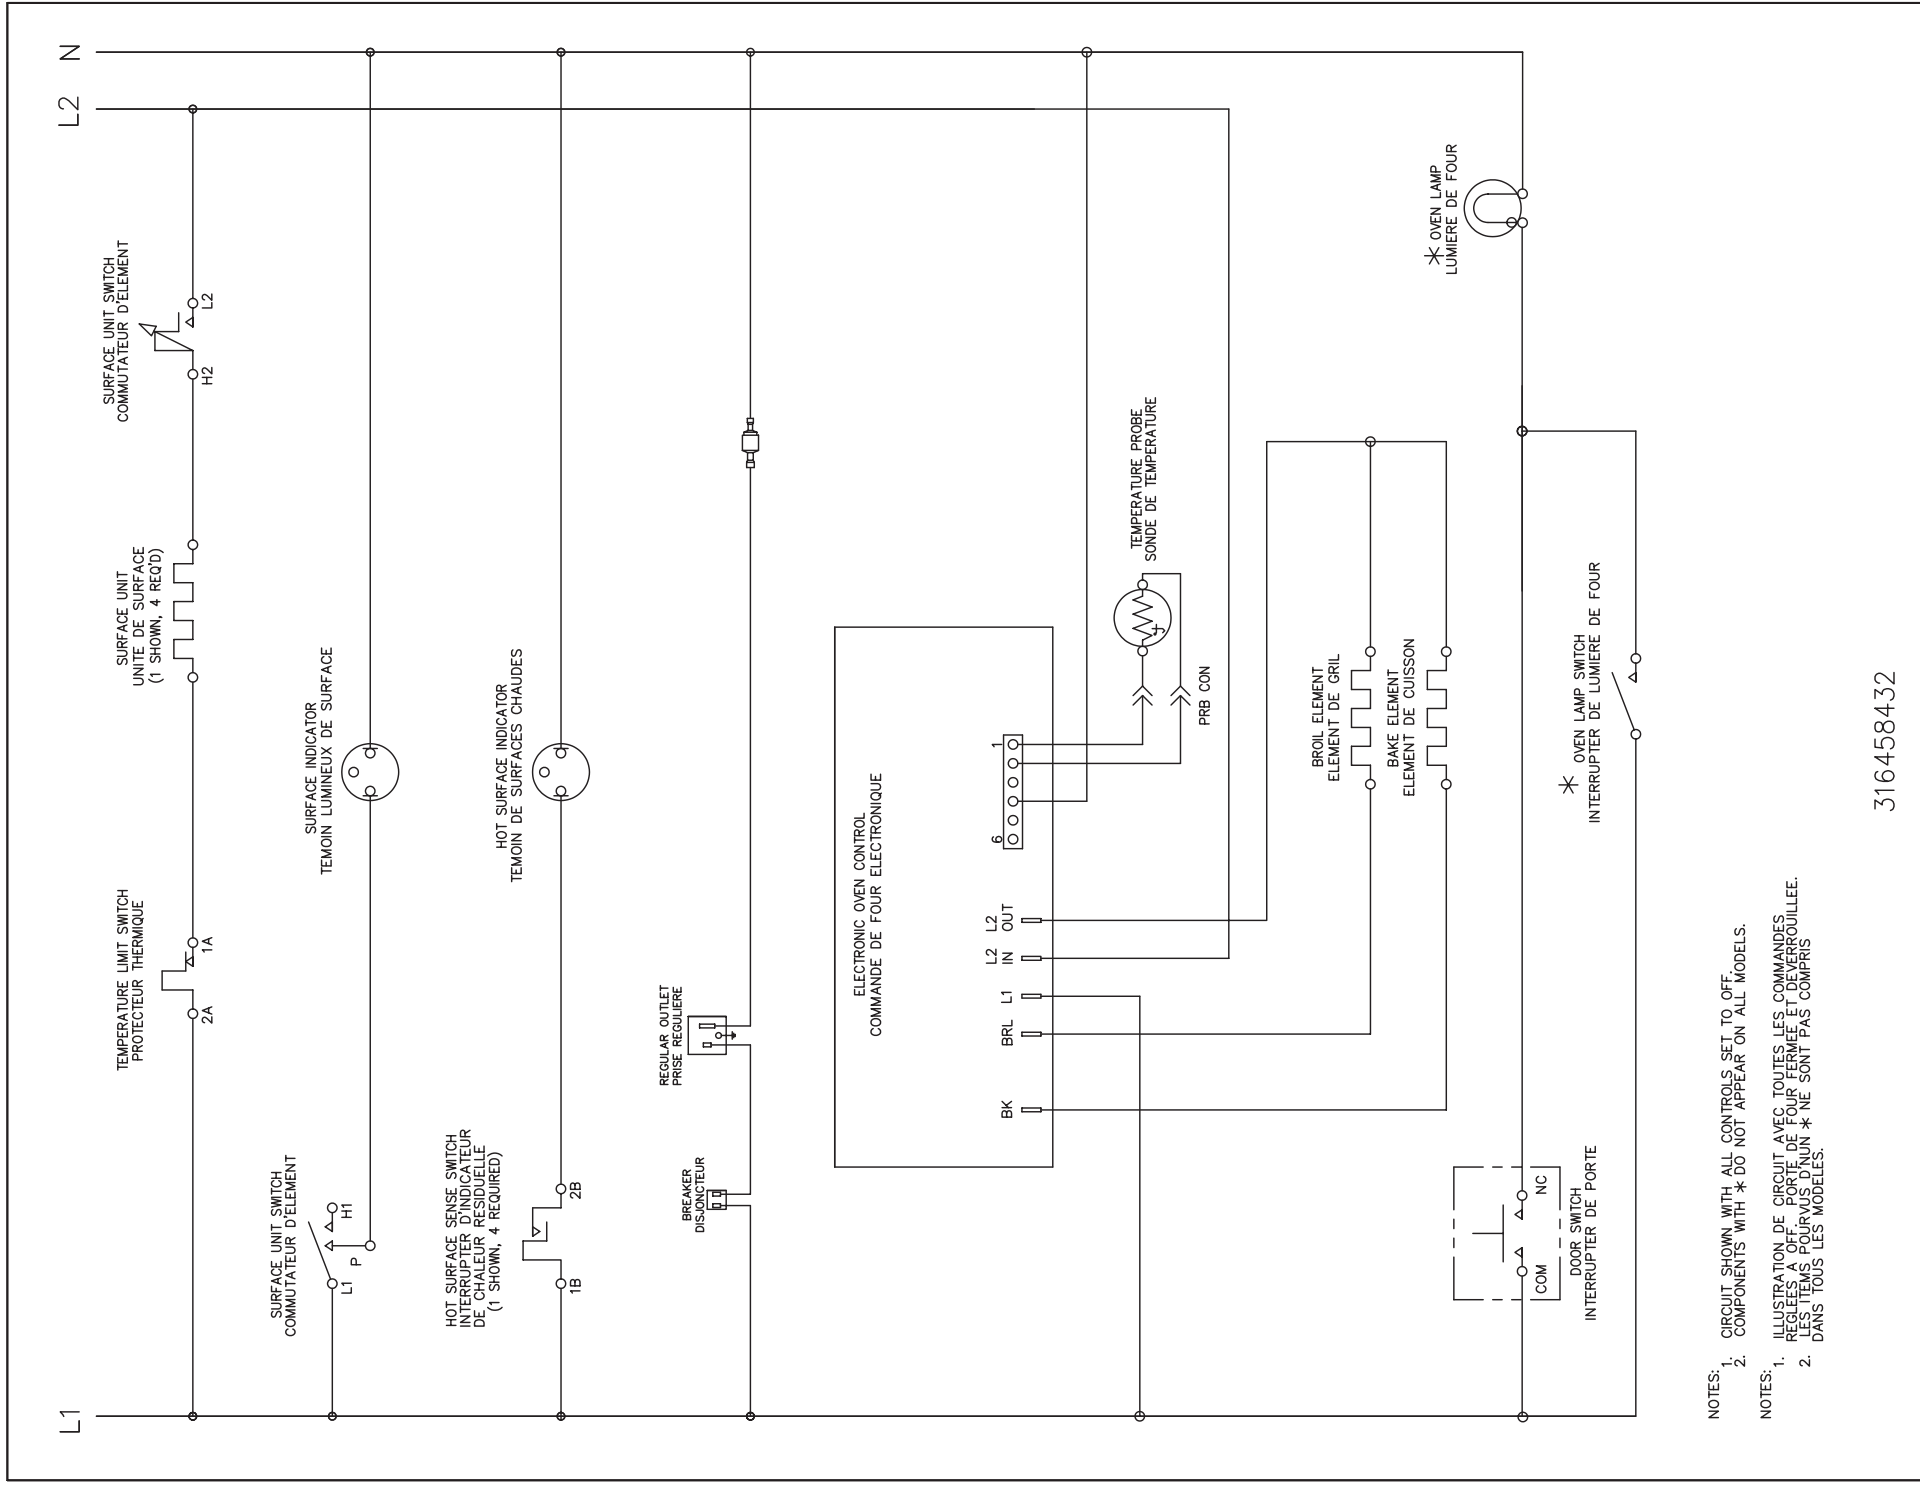 L1
L2
N
TEMPERATURE LIMIT SWITCH
PROTECTEUR THERMIQUE
2A
1A
SURFACE UNIT
UNITE DE SURFACE
(1 SHOWN, 4 REQ'D)
SURFACE UNIT SWITCH
COMMUTATEUR D'ELEMENT
H2
L2
SURFACE UNIT SWITCH
COMMUTATEUR D'ELEMENT
L1
P
H1
SURFACE INDICATOR
TEMOIN LUMINEUX DE SURFACE
HOT SURFACE SENSE SWITCH
INTERRUPTER D'INDICATEUR
DE CHALEUR RESIDUELLE
(1 SHOWN, 4 REQUIRED)
1B
2B
HOT SURFACE INDICATOR
TEMOIN DE SURFACES CHAUDES
BREAKER
DISJONCTEUR
REGULAR OUTLET
PRISE REGULIERE
ELECTRONIC OVEN CONTROL
COMMANDE DE FOUR ELECTRONIQUE
BK
BRL
L1
L2
IN
L2
OUT
6
1
TEMPERATURE PROBE
SONDE DE TEMPERATURE
PRB CON
BROIL ELEMENT
ELEMENT DE GRIL
BAKE ELEMENT
ELEMENT DE CUISSON
* OVEN LAMP
LUMIERE DE FOUR
COM
NC
DOOR SWITCH
INTERRUPTER DE PORTE
* OVEN LAMP SWITCH
INTERRUPTER DE LUMIERE DE FOUR
NOTES:
1. CIRCUIT SHOWN WITH ALL CONTROLS SET TO OFF.
2. COMPONENTS WITH * DO NOT APPEAR ON ALL MODELS.
NOTES:
1. ILLUSTRATION DE CIRCUIT AVEC TOUTES LES COMMANDES
REGLEES A OFF. PORTE DE FOUR FERMEE ET DEVERROUILLEE.
2. LES ITEMS POURVUS D'NUN * NE SONT PAS COMPRIS
DANS TOUS LES MODELES.
316458432